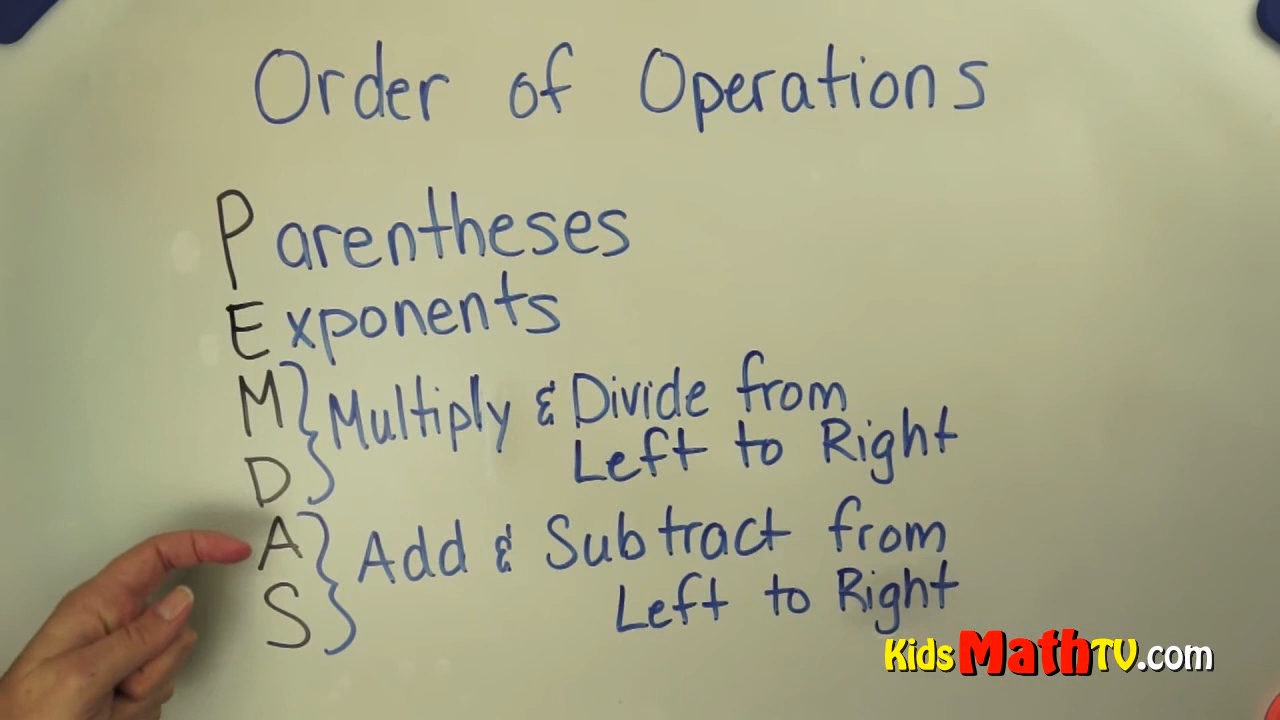 Order of Operations
Parentheses
Exponents
M } Multiply & Divide from
D Left to Right
A } Add & Subtract from
S Left to Right
KidsMathTV.com